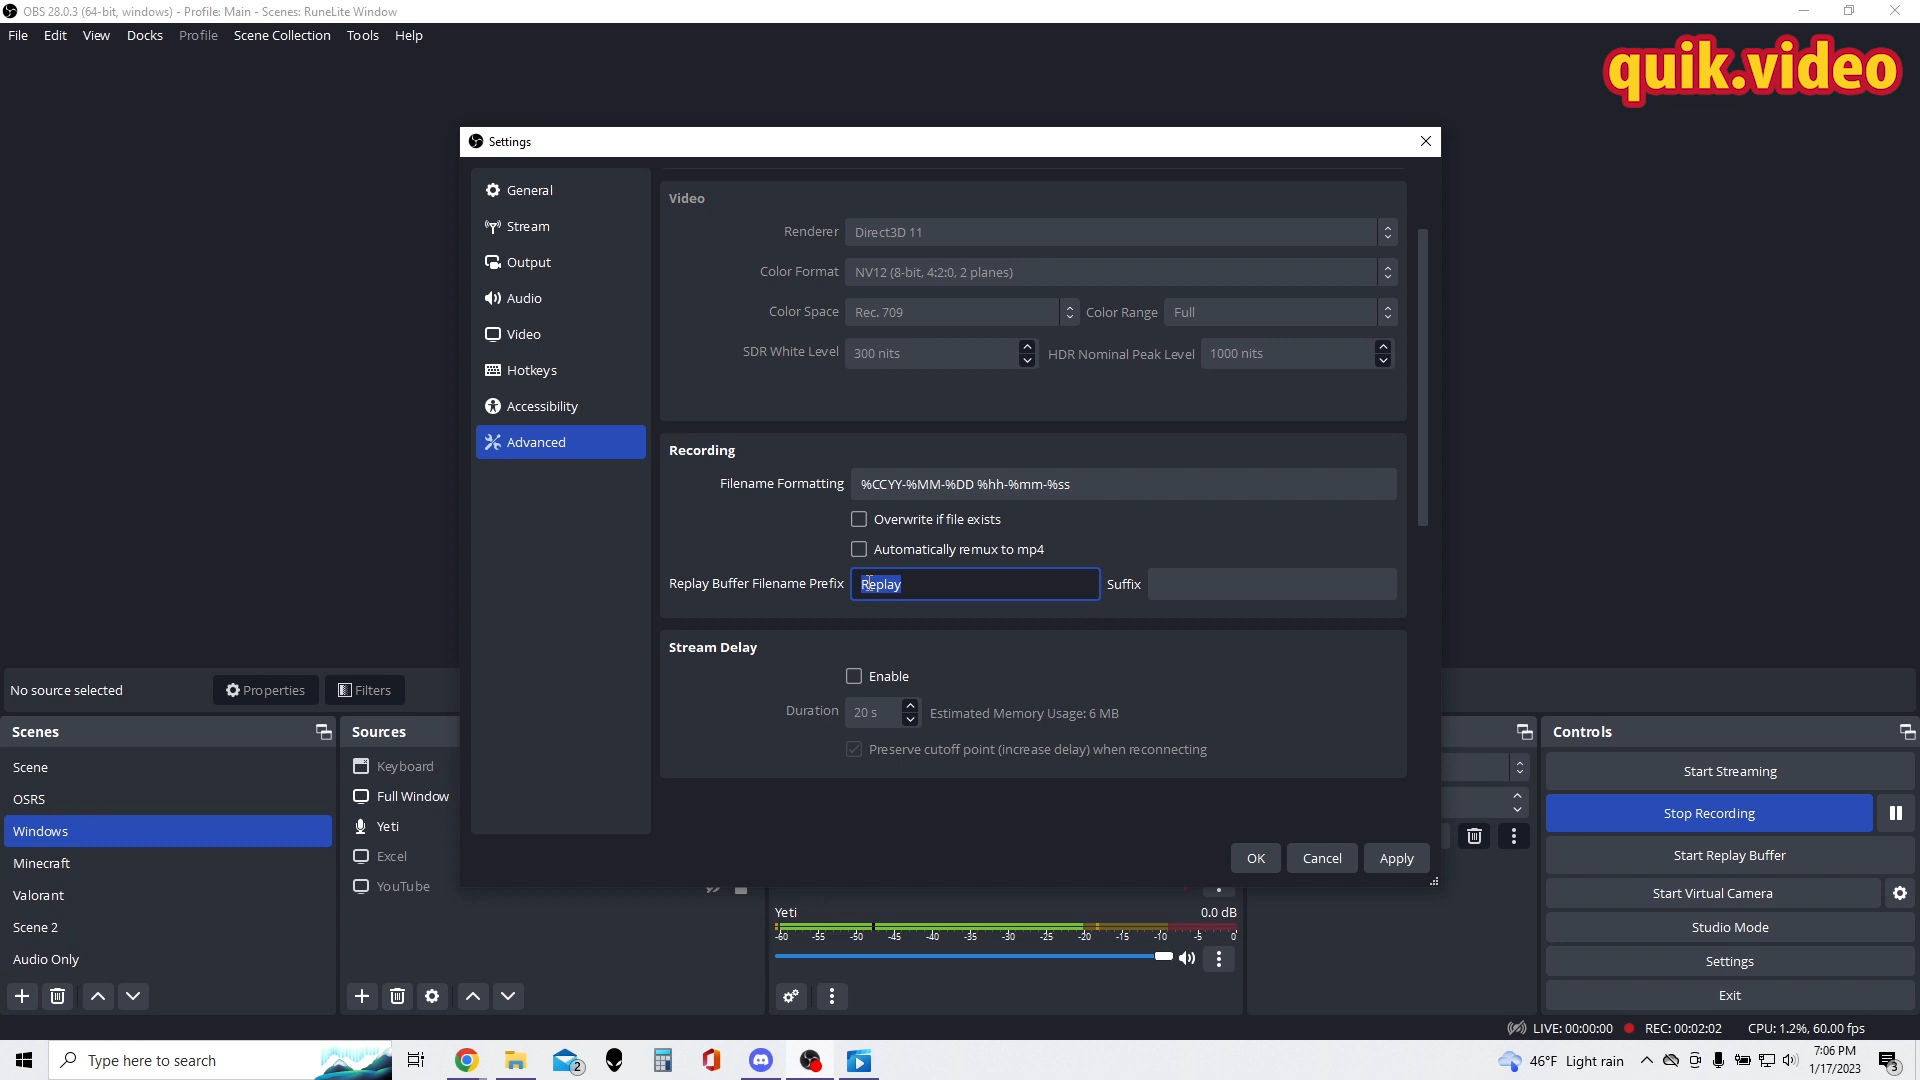 OBS 28.0.3 (64-bit, windows) - Profile: Main - Scenes: RuneLite Window
File Edit View Docks Profile Scene Collection Tools Help
quik.video
Settings
General
Stream
Output
Audio
Video
Hotkeys
Accessibility
Advanced
Video
Renderer Direct3D 11
Color Format NV12 (8-bit, 4:2:0, 2 planes)
Color Space Rec. 709 Color Range Full
SDR White Level 300 nits HDR Nominal Peak Level 1000 nits
Recording
Filename Formatting %CCYY-%MM-%DD %hh-%mm-%ss
Overwrite if file exists
Automatically remux to mp4
Replay Buffer Filename Prefix Replay Suffix
Stream Delay
Enable
Duration 20 s Estimated Memory Usage: 6 MB
Preserve cutoff point (increase delay) when reconnecting
OK Cancel Apply
No source selected Properties Filters
Scenes
Scene
OSRS
Windows
Minecraft
Valorant
Scene 2
Audio Only
Sources
Keyboard
Full Window
Yeti
Excel
YouTube
Yeti 0.0 dB
-60 -55 -50 -45 -40 -35 -30 -25 -20 -15 -10 -5 0
Controls
Start Streaming
Stop Recording
Start Replay Buffer
Start Virtual Camera
Studio Mode
Settings
Exit
LIVE: 00:00:00 REC: 00:02:02 CPU: 1.2%, 60.00 fps
Type here to search
2
46°F Light rain
7:06 PM
1/17/2023
3